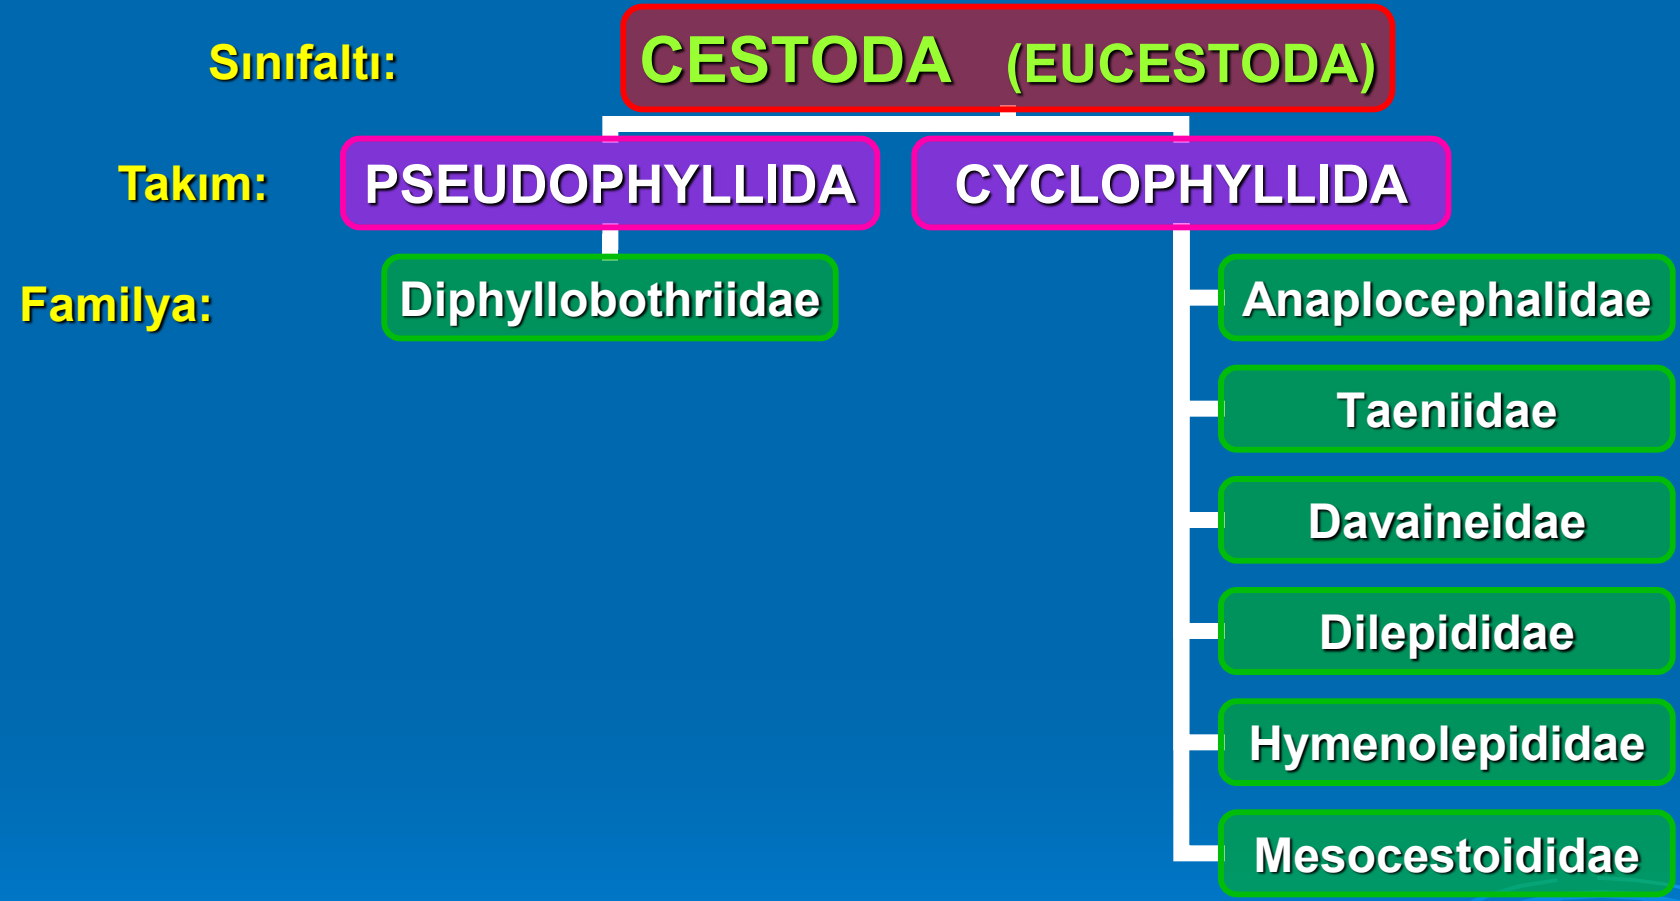 Sınıfaltı: CESTODA (EUCESTODA)
Takım: PSEUDOPHYLLIDA CYCLOPHYLLIDA
Familya: Diphyllobothriidae Anaplocephalidae
Taeniidae
Davaineidae
Dilepididae
Hymenolepididae
Mesocestoididae